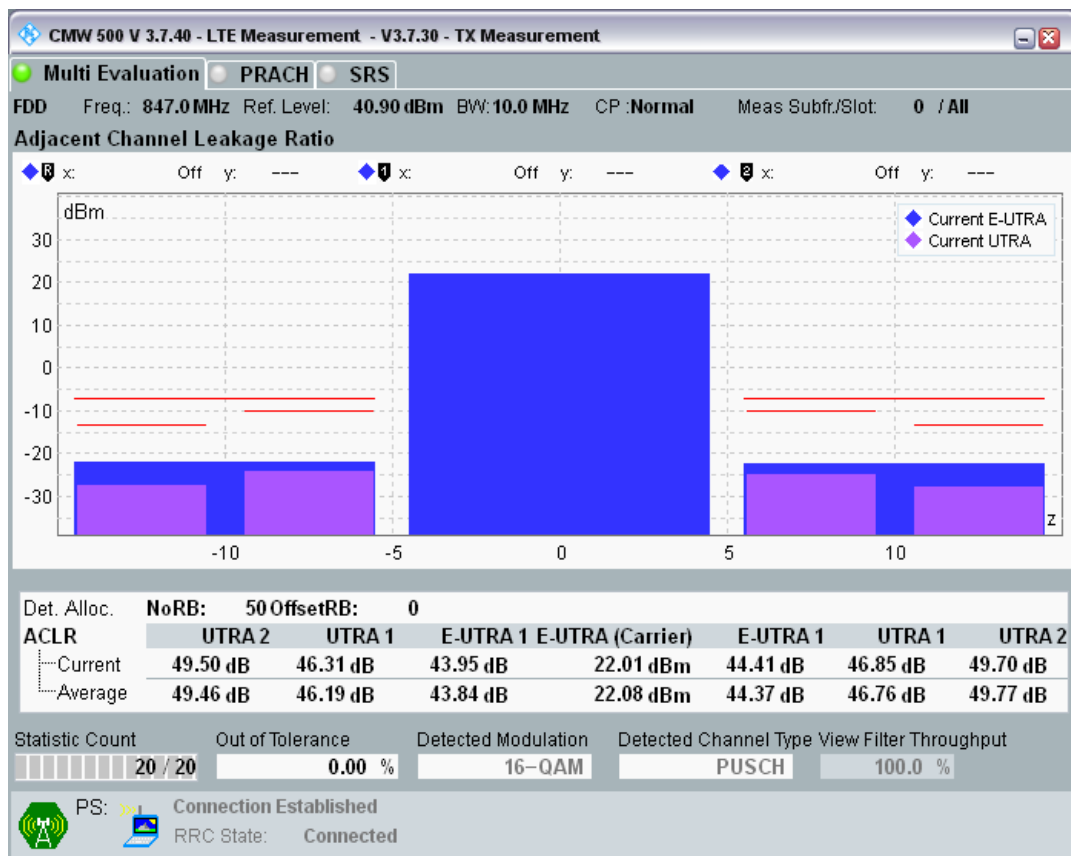 CMW 500 V 3.7.40 - LTE Measurement - V3.7.30 - TX Measurement
Multi Evaluation PRACH SRS
FDD Freq.: 847.0 MHz Ref. Level: 40.90 dBm BW: 10.0 MHz CP :Normal Meas Subfr./Slot: 0 / All
Adjacent Channel Leakage Ratio
R x: Off y: --- 1 x: Off y: --- 2 x: Off y: ---
dBm
Current E-UTRA
Current UTRA
30
20
10
0
-10
-20
-30
z
-10 -5 0 5 10
Det. Alloc. NoRB: 50 OffsetRB: 0
ACLR UTRA 2 UTRA 1 E-UTRA 1 E-UTRA (Carrier) E-UTRA 1 UTRA 1 UTRA 2
Current 49.50 dB 46.31 dB 43.95 dB 22.01 dBm 44.41 dB 46.85 dB 49.70 dB
Average 49.46 dB 46.19 dB 43.84 dB 22.08 dBm 44.37 dB 46.76 dB 49.77 dB
Statistic Count Out of Tolerance Detected Modulation Detected Channel Type View Filter Throughput
20 / 20 0.00 % 16-QAM PUSCH 100.0 %
PS: Connection Established
RRC State: Connected